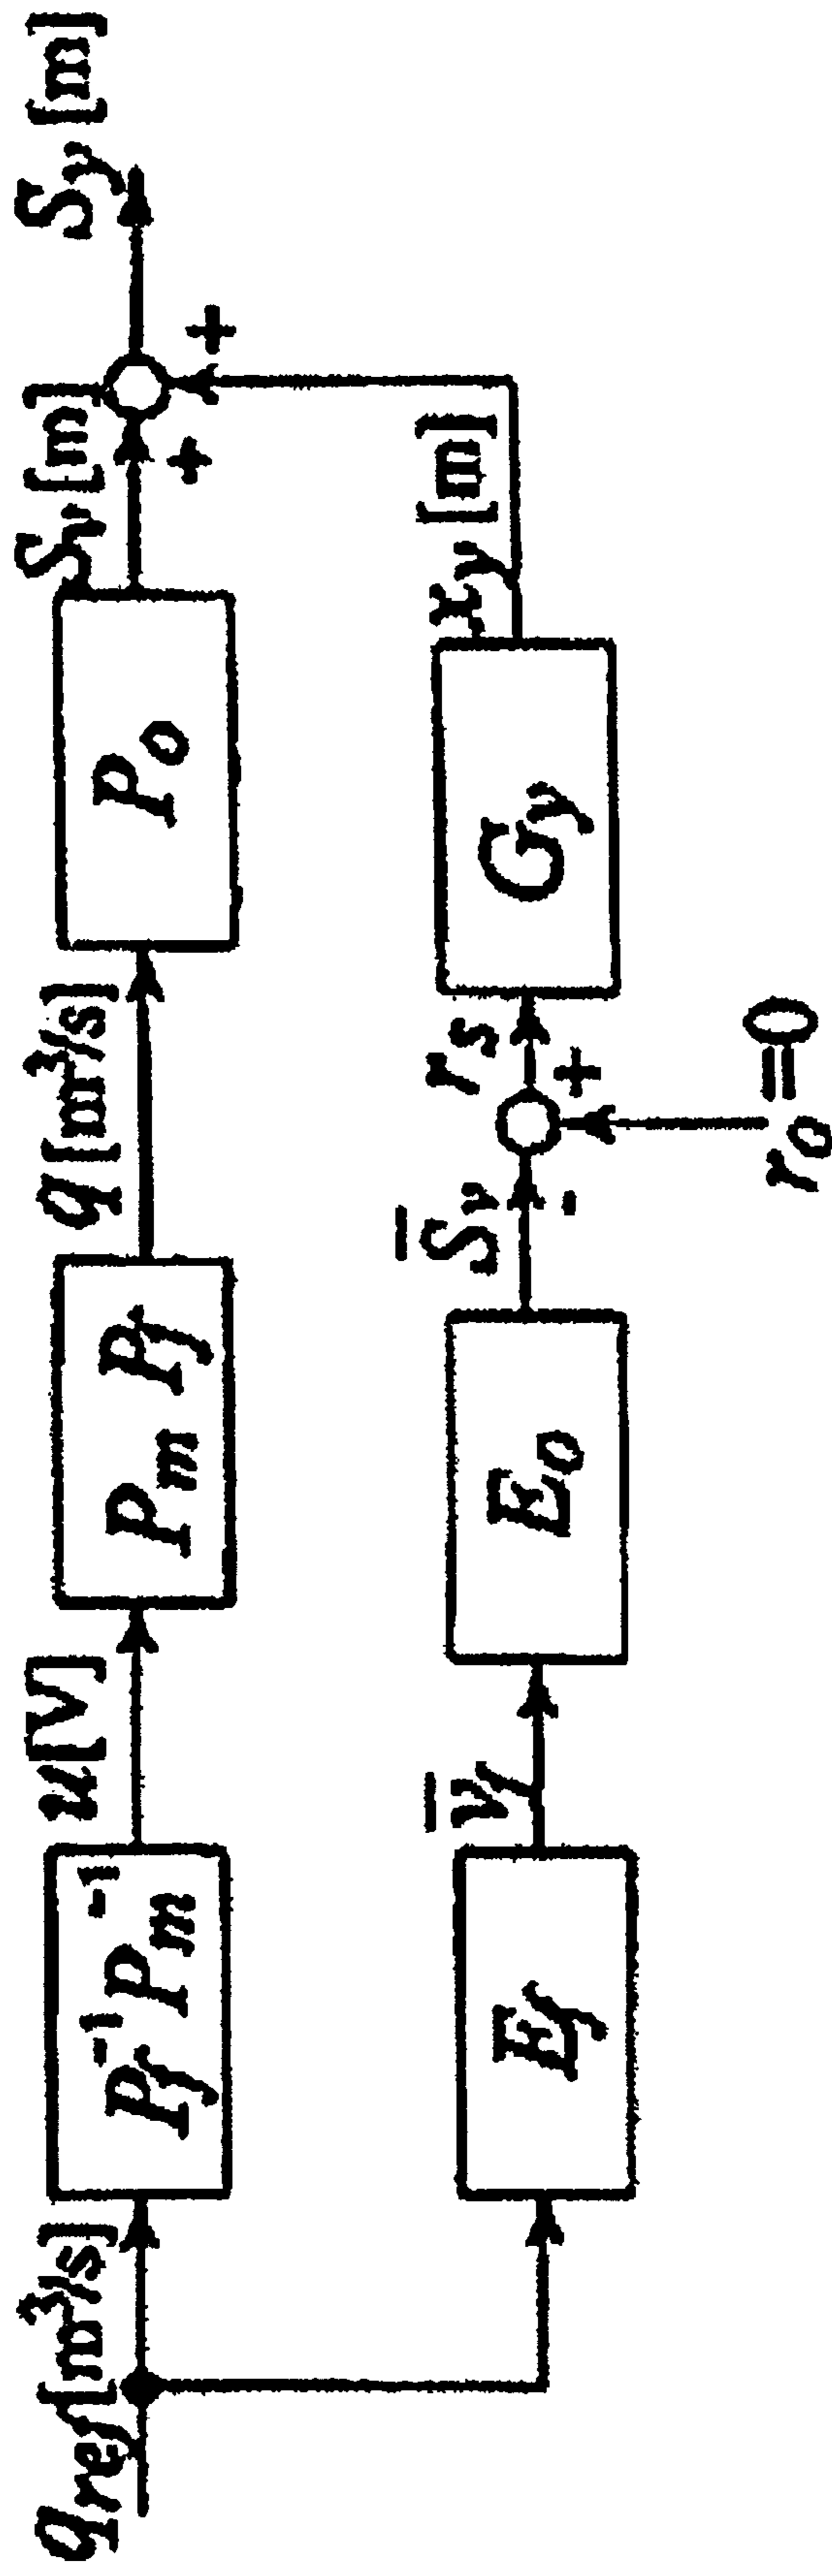 q_ref [m³/s]
P_f⁻¹ P_m⁻¹
u[V]
P_m P_f
q [m³/s]
P_o
S_v [m]
+
+
S_y [m]
E_f
v̄_f
E_o
S̄_v
-
+
r_o=0
r_s
G_y
x_y [m]